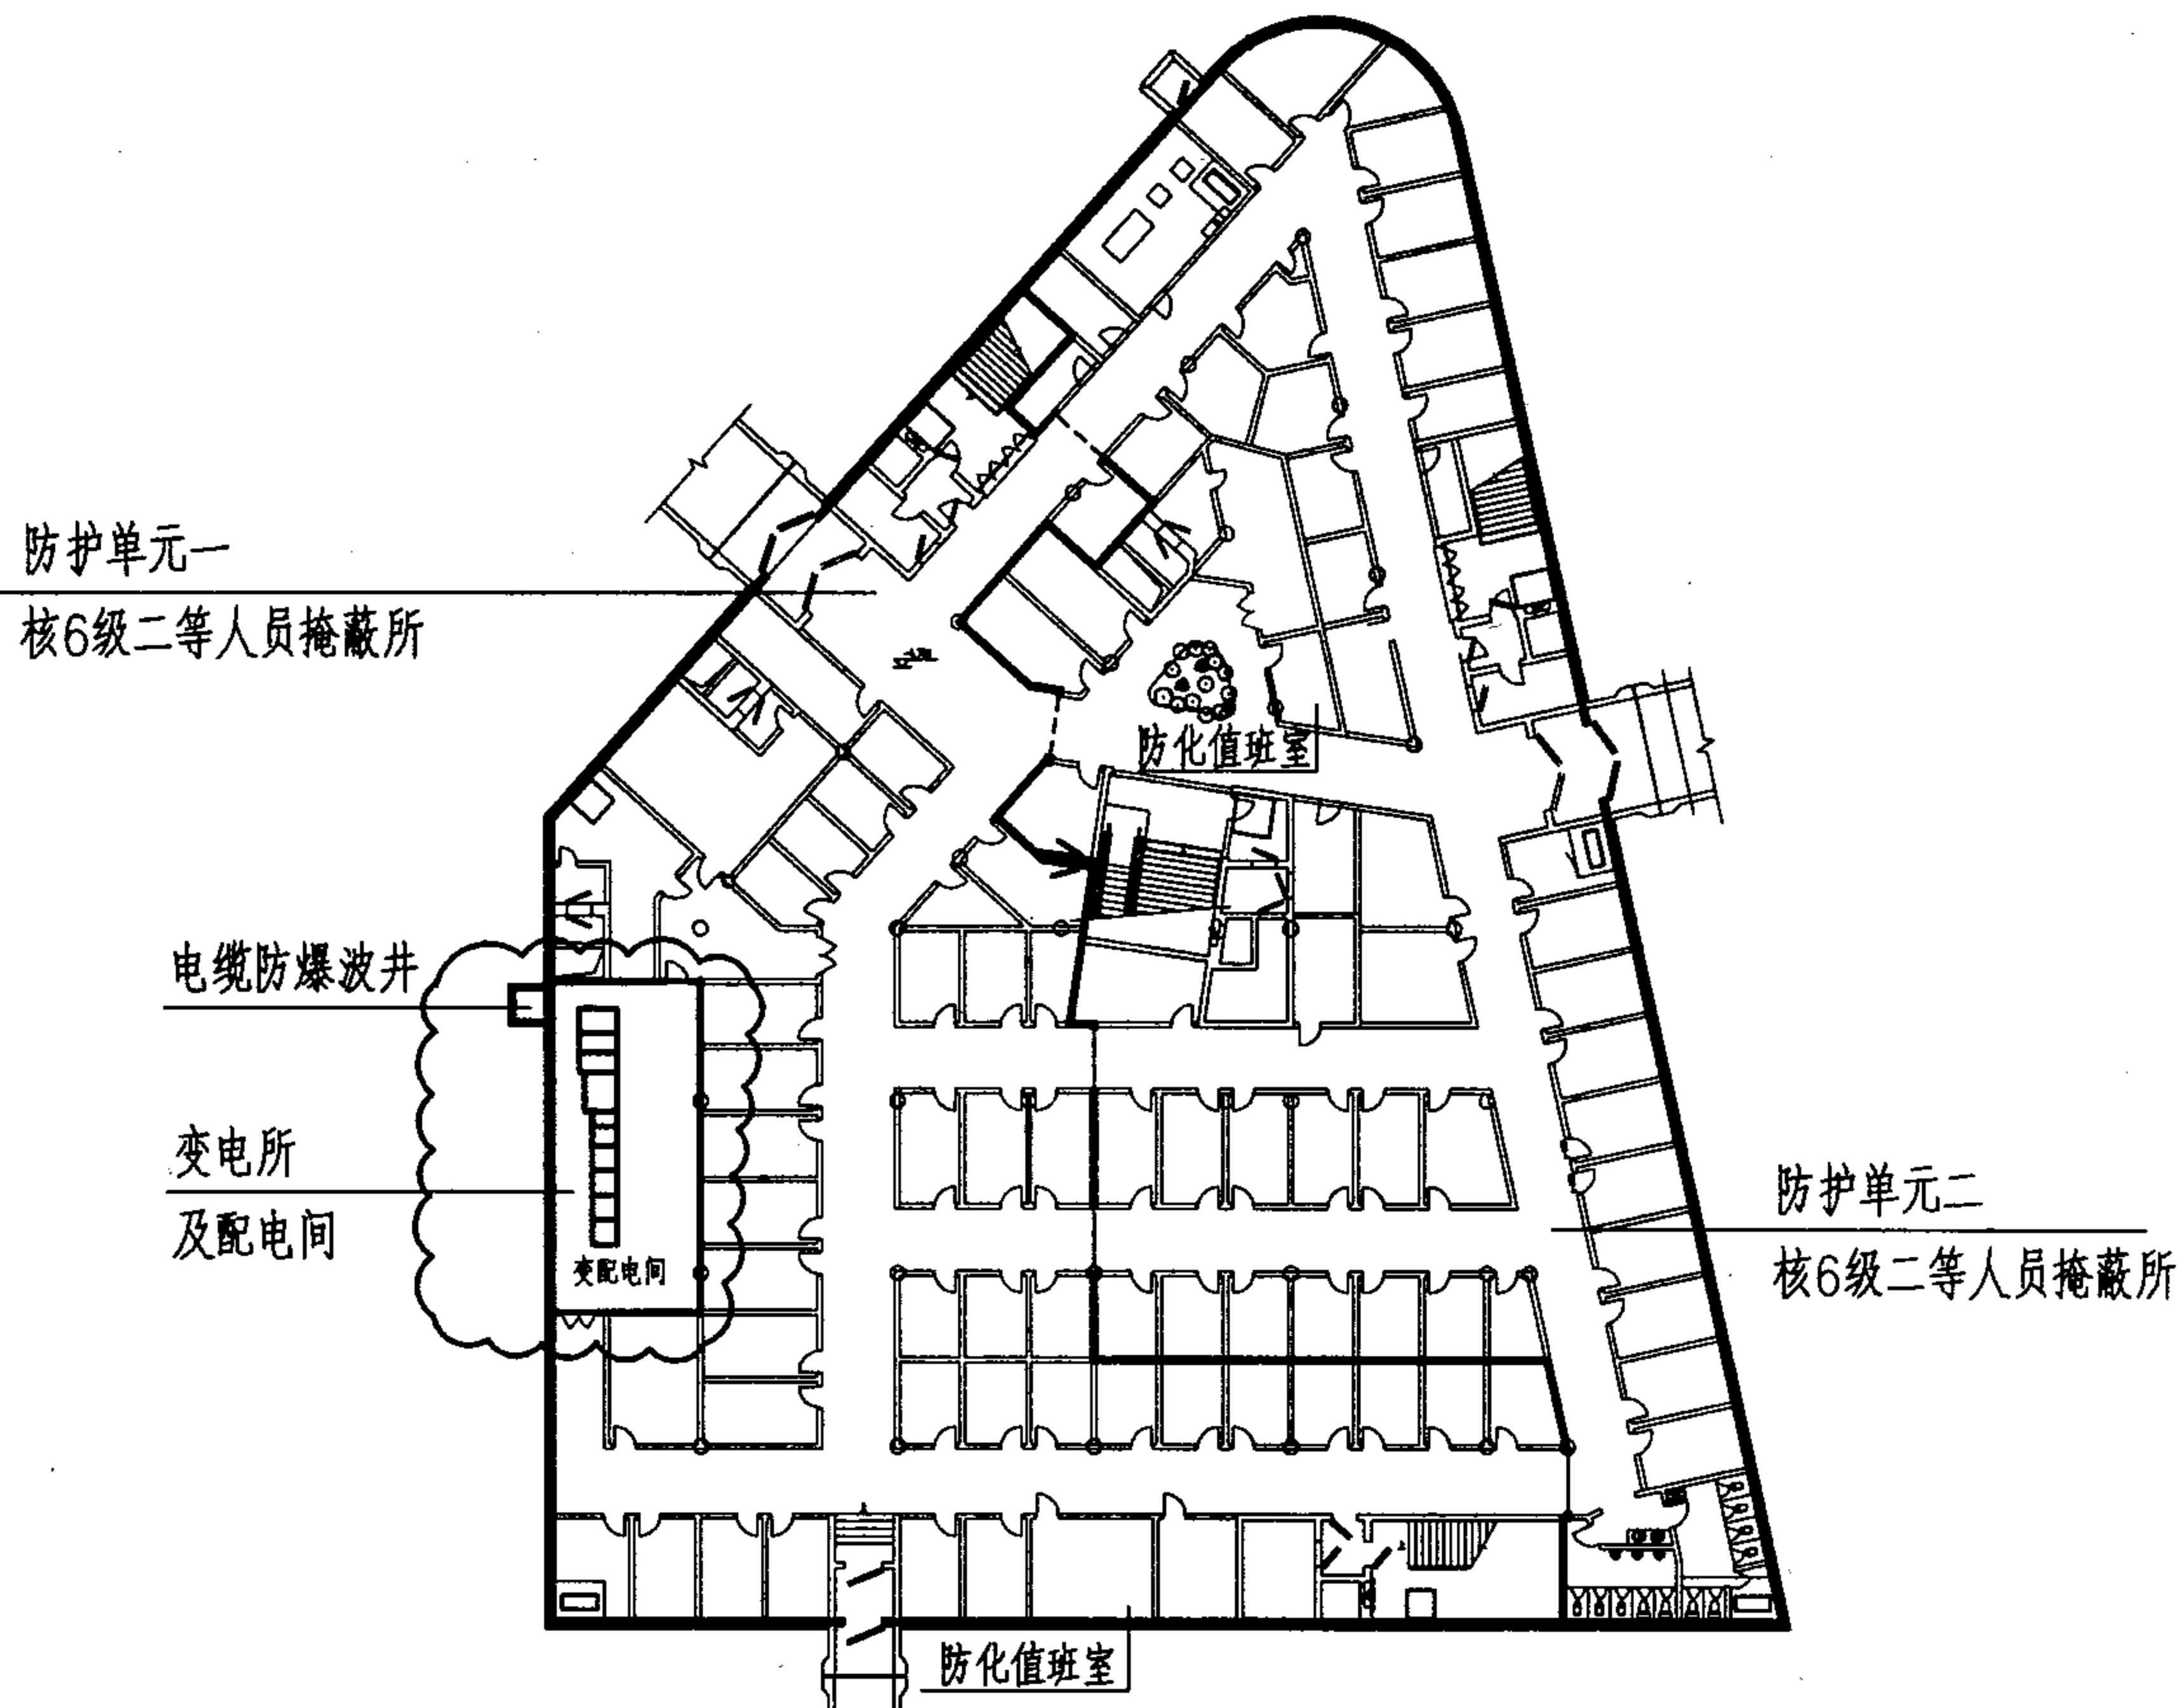 防护单元一
核6级二等人员掩蔽所
防化值班室
电缆防爆波井
变电所
及配电间
变配电间
防护单元二
核6级二等人员掩蔽所
防化值班室